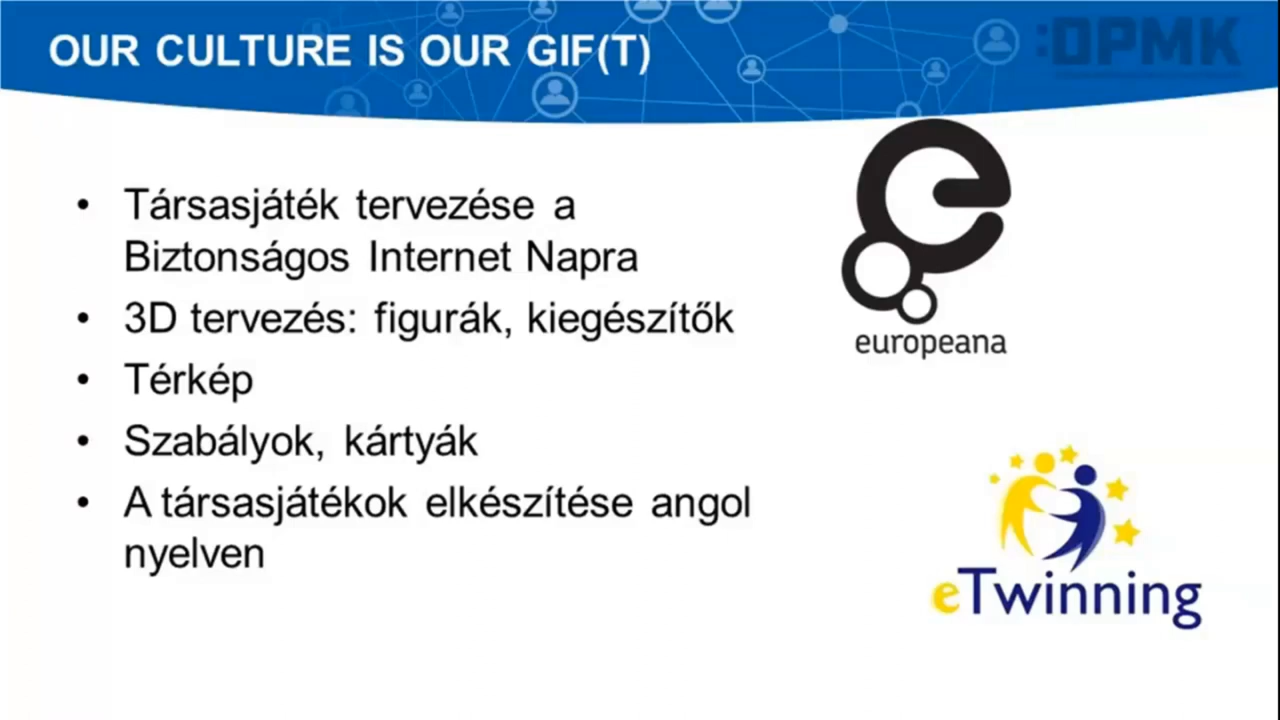 OUR CULTURE IS OUR GIF(T)
:OPMK
• Társasjáték tervezése a
Biztonságos Internet Napra
• 3D tervezés: figurák, kiegészítők
• Térkép
• Szabályok, kártyák
• A társasjátékok elkészítése angol
nyelven
europeana
eTwinning